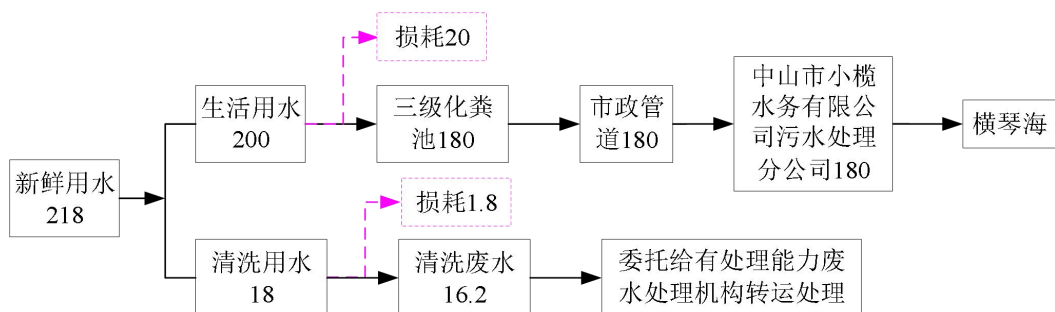 新鲜用水
218
生活用水
200
损耗20
三级化粪
池180
市政管
道180
中山市小榄
水务有限公
司污水处理
分公司180
横琴海
清洗用水
18
损耗1.8
清洗废水
16.2
委托给有处理能力废
水处理机构转运处理